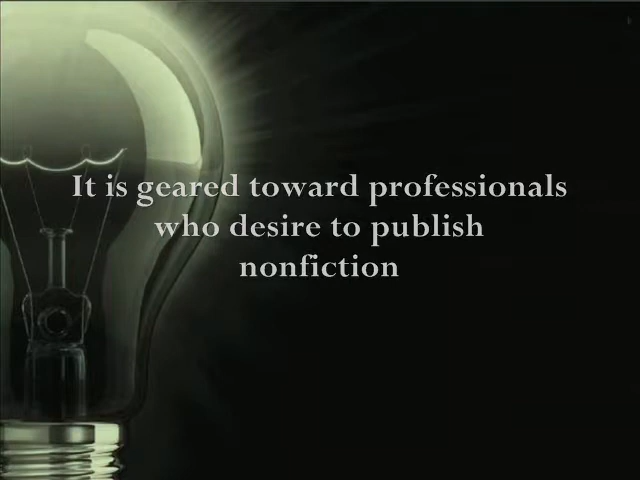 It is geared toward professionals
who desire to publish
nonfiction